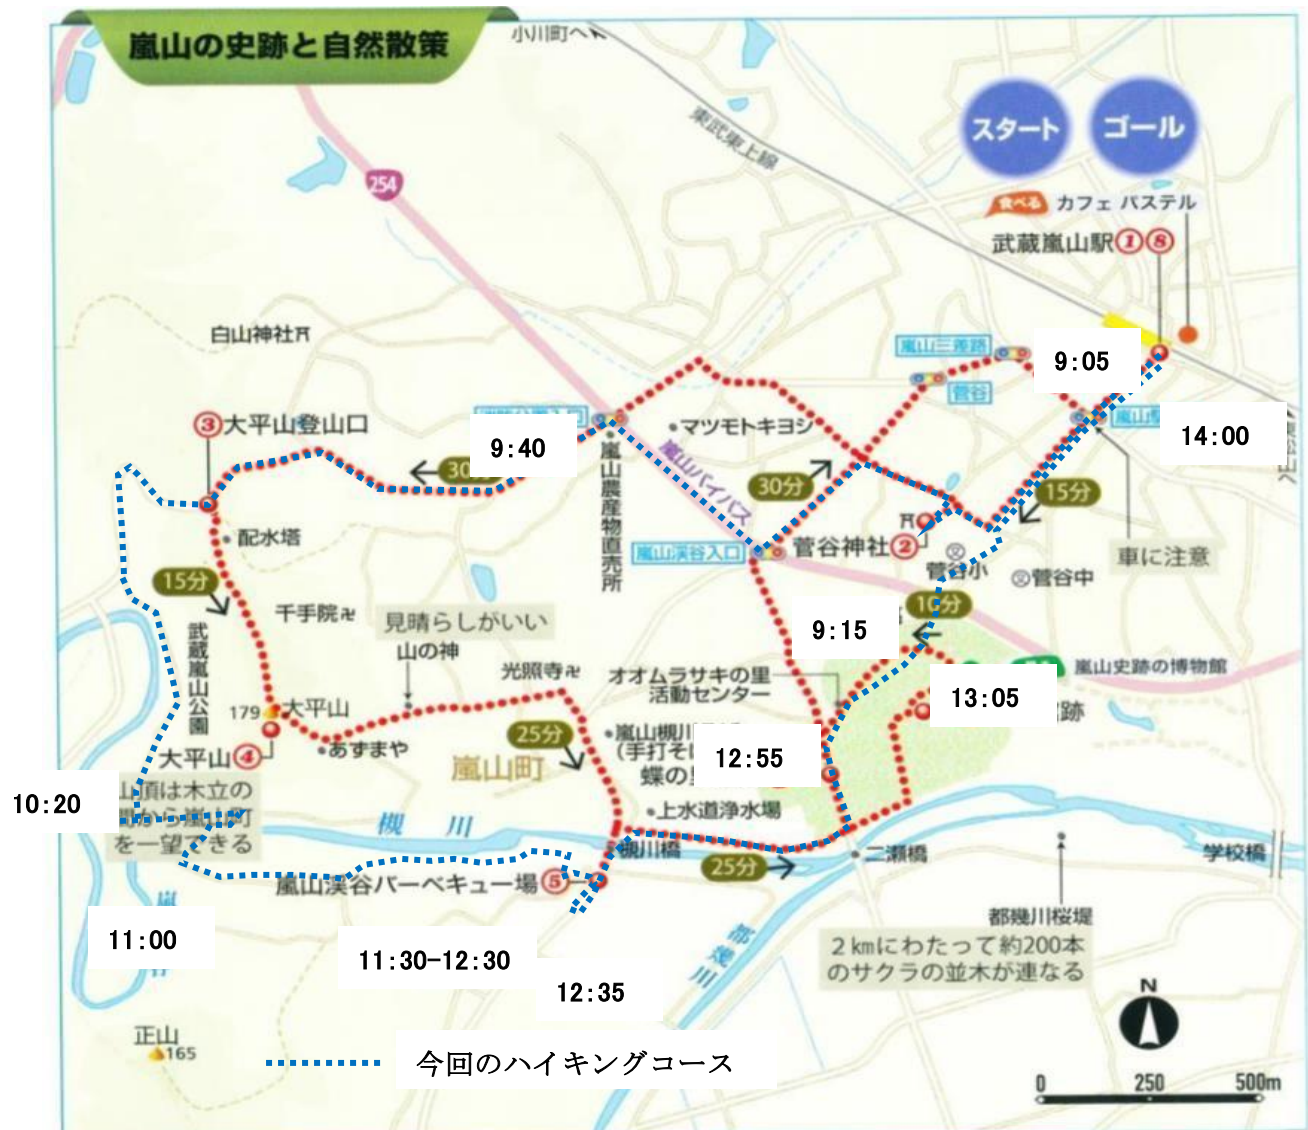 嵐山の史跡と自然散策
小川町へ
東武東上線
スタート
ゴール
食べる カフェ パステル
武蔵嵐山駅①⑧
254
白山神社
嵐山三差路
9:05
菅谷
③大平山登山口
マツモトキヨシ
14:00
9:40
嵐山バイパス
嵐山農産物直売所
30分
15分
配水塔
嵐山渓谷入口
菅谷神社②
菅谷小
菅谷中
車に注意
15分
千手院
見晴らしがいい
山の神
10分
9:15
武蔵嵐山公園
光照寺
オオムラサキの里
活動センター
嵐山史跡の博物館
13:05
跡
179
大平山
大平山④
あずまや
25分
嵐山町
嵐山槻川
(手打そ
蝶の
12:55
10:20
山頂は木立の
間から嵐山町
を一望できる
上水道浄水場
槻川
槻川橋
25分
二瀬橋
学校橋
嵐山渓谷バーベキュー場⑤
都幾川桜堤
2kmにわたって約200本
のサクラの並木が連なる
11:00
嵐
都幾川
11:30-12:30
12:35
N
正山
165
今回のハイキングコース
0 250 500m